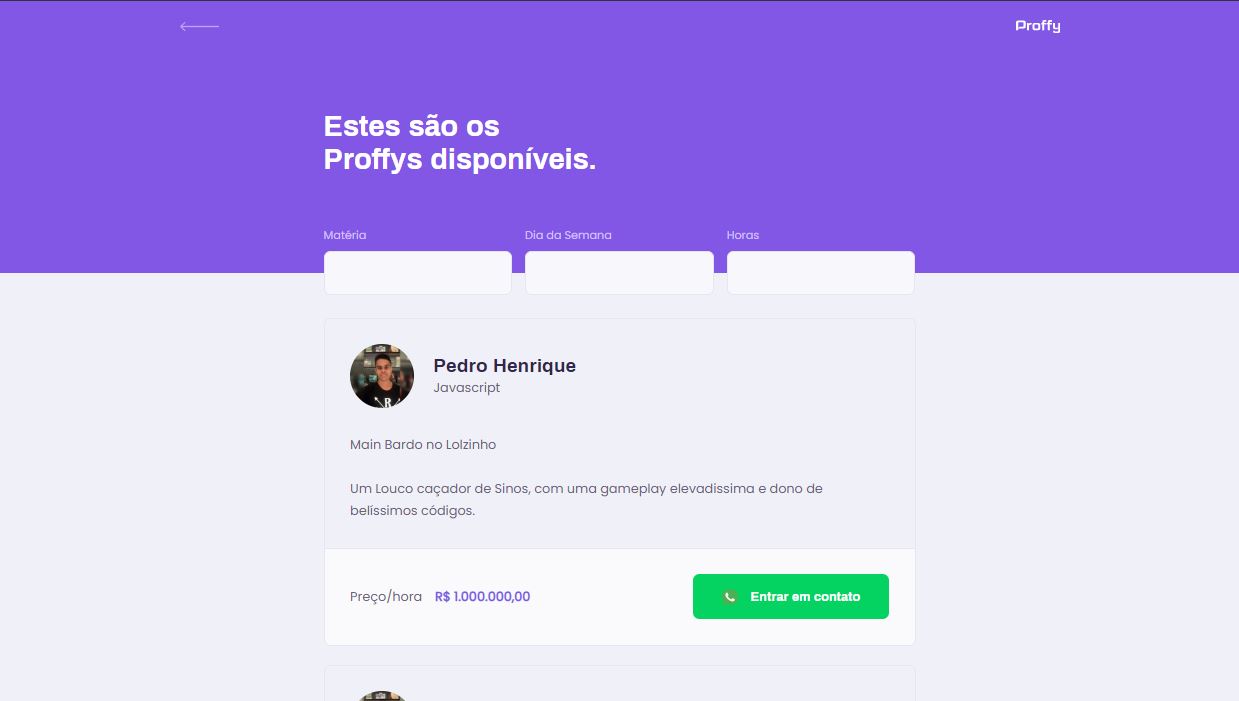 Proffy
Estes são os
Proffys disponíveis.
Matéria
Dia da Semana
Horas
Pedro Henrique
Javascript
R
Main Bardo no Lolzinho
Um Louco caçador de Sinos, com uma gameplay elevadissima e dono de
belíssimos códigos.
Preço/hora R$ 1.000.000,00
Entrar em contato